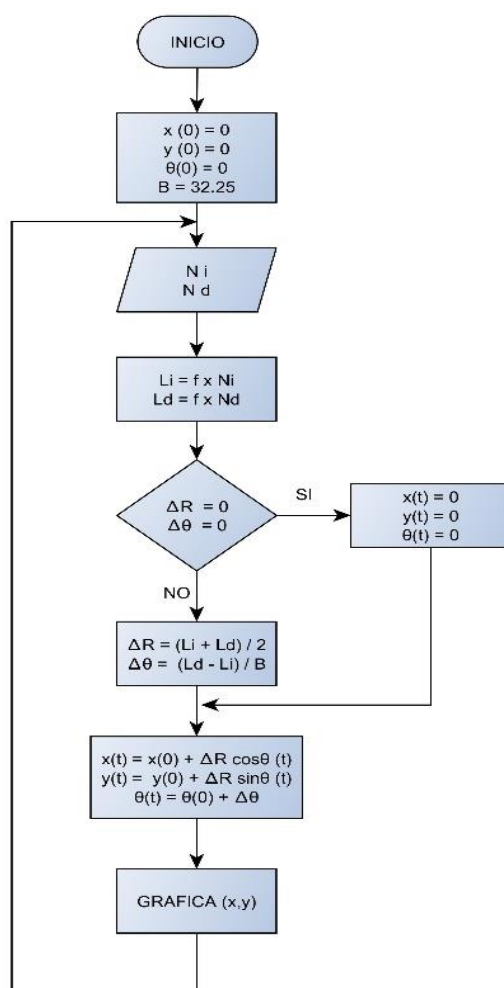 INICIO
x (0) = 0
y (0) = 0
θ(0) = 0
B = 32.25
N i
N d
Li = f x Ni
Ld = f x Nd
ΔR = 0
Δθ = 0
SI
x(t) = 0
y(t) = 0
θ(t) = 0
NO
ΔR = (Li + Ld) / 2
Δθ = (Ld - Li) / B
x(t) = x(0) + ΔR cosθ (t)
y(t) = y(0) + ΔR sinθ (t)
θ(t) = θ(0) + Δθ
GRAFICA (x,y)